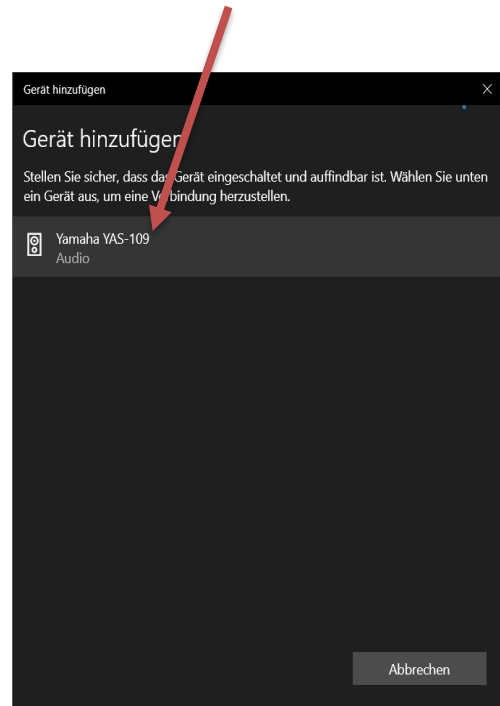 Gerät hinzufügen
Gerät hinzufügen
Stellen Sie sicher, dass das Gerät eingeschaltet und auffindbar ist. Wählen Sie unten
ein Gerät aus, um eine Verbindung herzustellen.
Yamaha YAS-109
Audio
Abbrechen